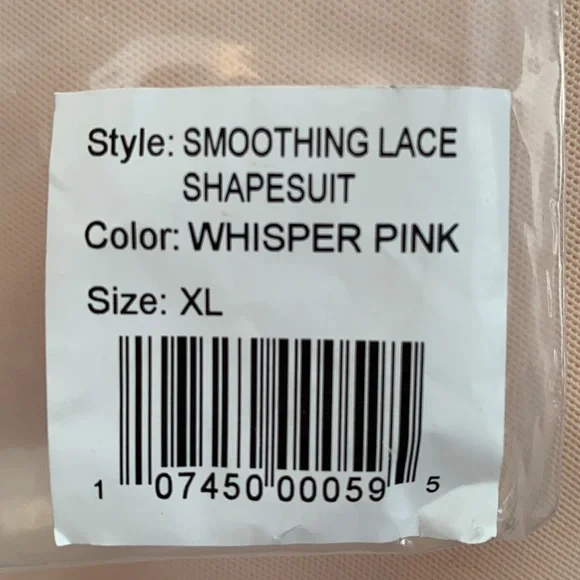 Style: SMOOTHING LACE
SHAPESUIT
Color: WHISPER PINK
Size: XL
1 07450 00059 5